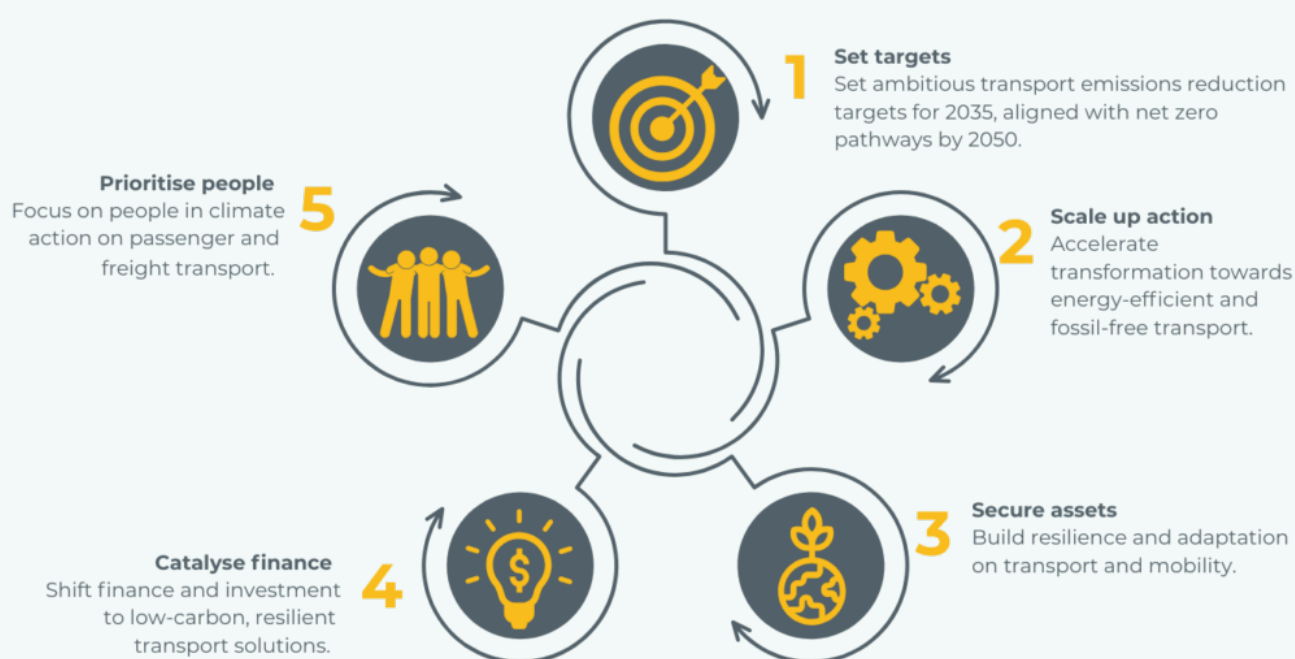 1
Set targets
Set ambitious transport emissions reduction
targets for 2035, aligned with net zero
pathways by 2050.
2
Scale up action
Accelerate
transformation towards
energy-efficient and
fossil-free transport.
3
Secure assets
Build resilience and adaptation
on transport and mobility.
4
Catalyse finance
Shift finance and investment
to low-carbon, resilient
transport solutions.
$
5
Prioritise people
Focus on people in climate
action on passenger and
freight transport.